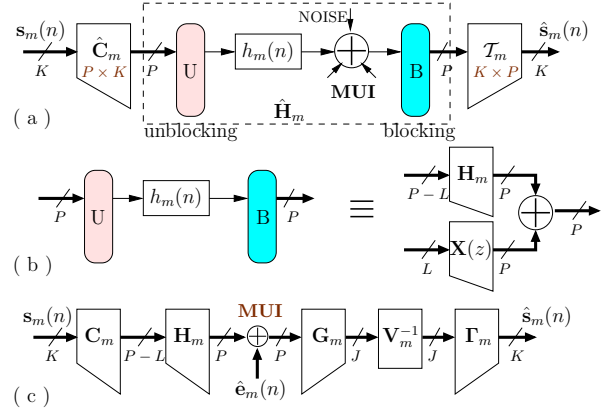 s_m(n) Ĉ_m NOISE 𝒯_m ŝ_m(n)
K P × K P U h_m(n) B P K × P K
MUI
( a ) unblocking Ĥ_m blocking
P U h_m(n) B P ≡ P−L H_m P
P
L X(z) P
( b )
MUI
s_m(n) C_m H_m G_m V_m^{-1} Γ_m ŝ_m(n)
K P−L P P J J K
( c ) ê_m(n)